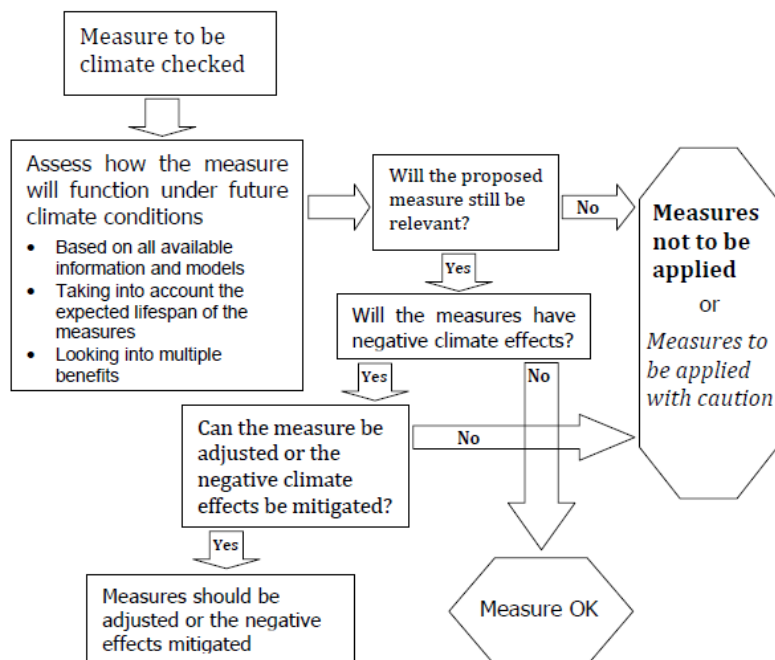 Measure to be
climate checked
Assess how the measure
will function under future
climate conditions
• Based on all available
information and models
• Taking into account the
expected lifespan of the
measures
• Looking into multiple
benefits
Will the proposed
measure still be
relevant?
No
Measures
not to be
applied
or
Measures to
be applied
with caution
Yes
Will the measures have
negative climate effects?
Yes
No
Can the measure be
adjusted or the
negative climate
effects be mitigated?
No
Yes
Measures should be
adjusted or the negative
effects mitigated
Measure OK